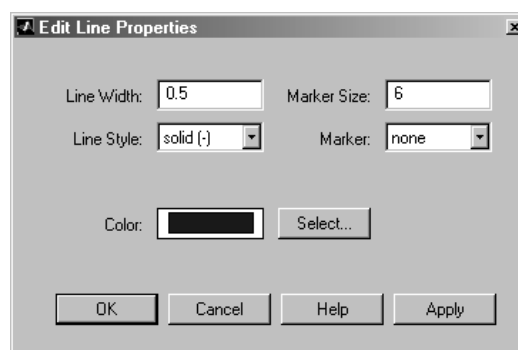 Edit Line Properties
Line Width: 0.5 Marker Size: 6
Line Style: solid (-) Marker: none
Color: Select...
OK Cancel Help Apply